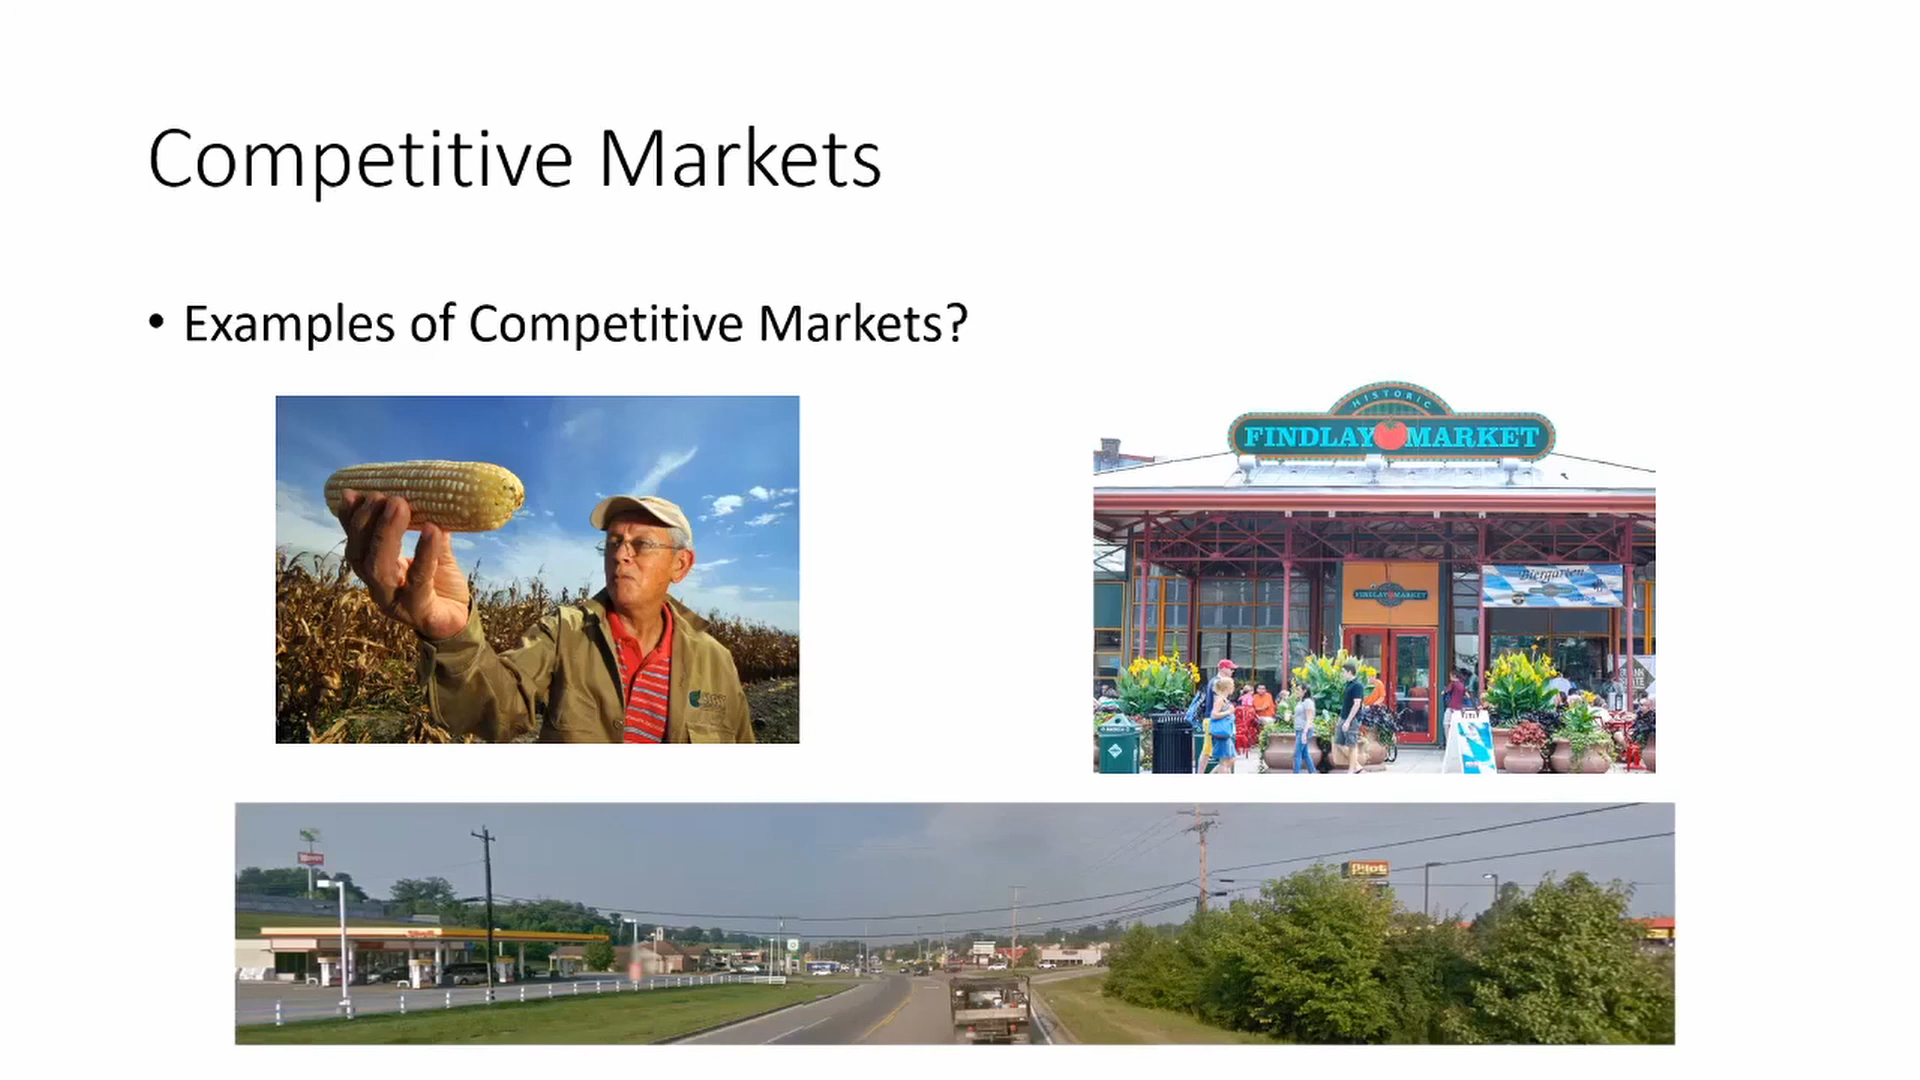 Competitive Markets
• Examples of Competitive Markets?
HISTORIC
FINDLAY MARKET
Biergarten
FINDLAY MARKET
Pilot